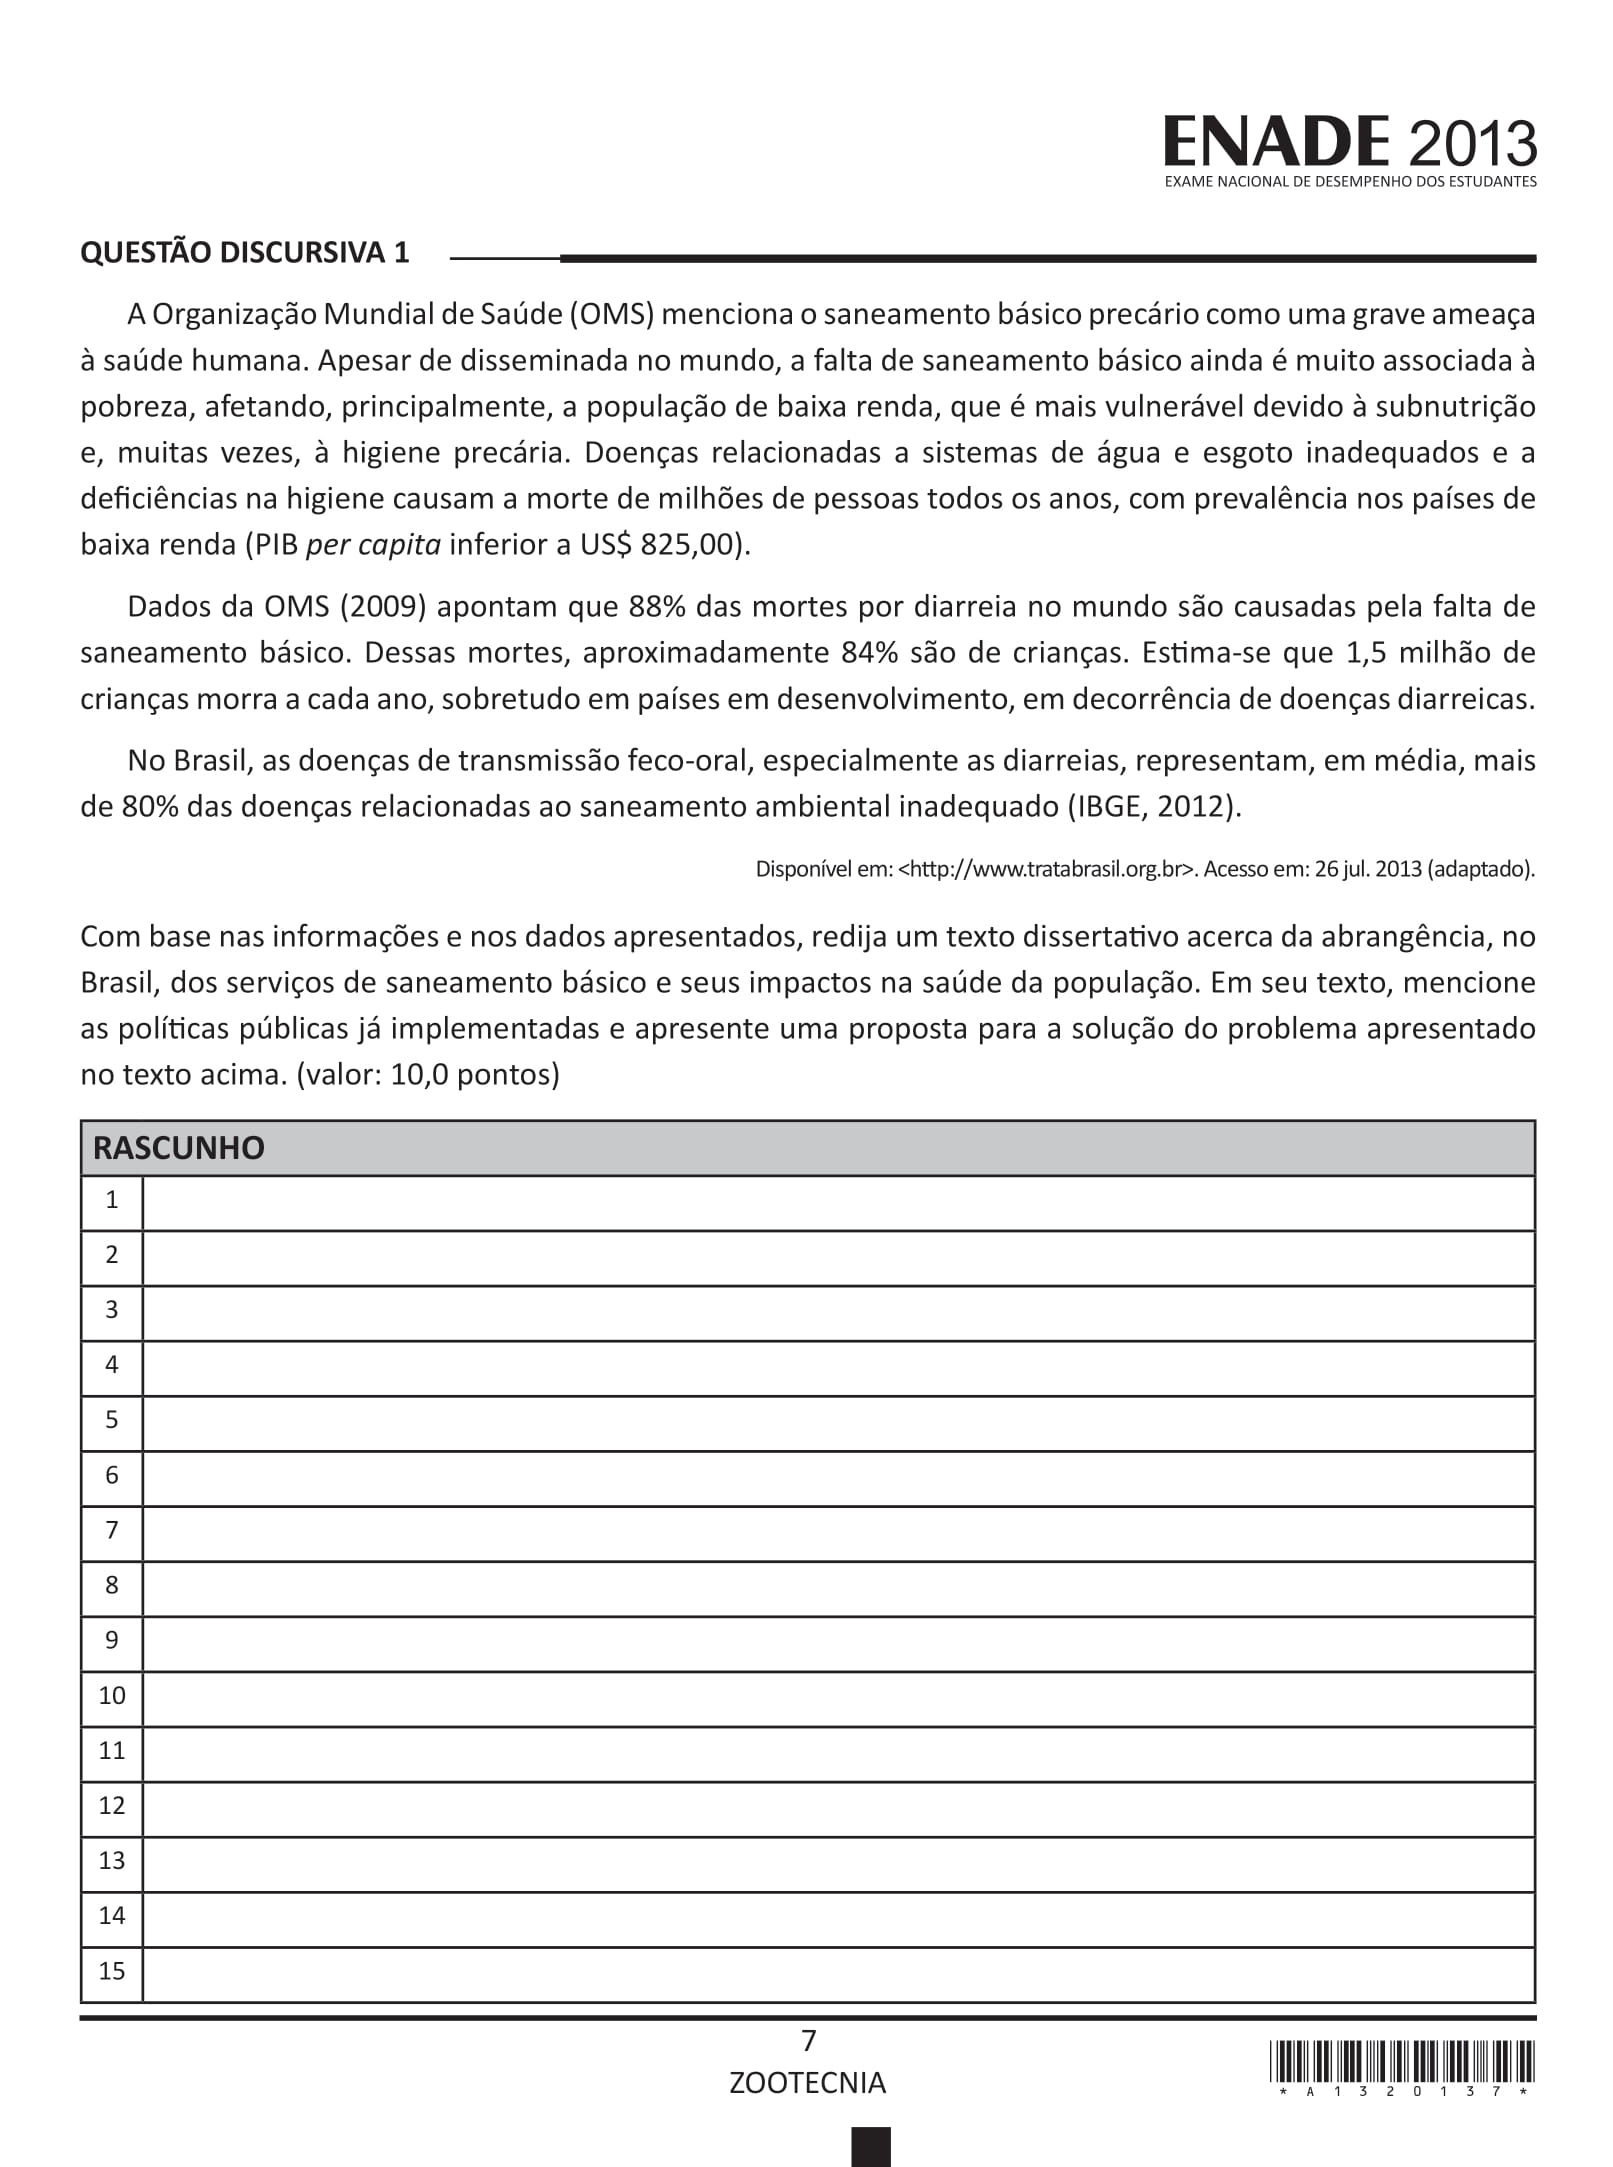 ENADE 2013
EXAME NACIONAL DE DESEMPENHO DOS ESTUDANTES
QUESTÃO DISCURSIVA 1
A Organização Mundial de Saúde (OMS) menciona o saneamento básico precário como uma grave ameaça
à saúde humana. Apesar de disseminada no mundo, a falta de saneamento básico ainda é muito associada à
pobreza, afetando, principalmente, a população de baixa renda, que é mais vulnerável devido à subnutrição
e, muitas vezes, à higiene precária. Doenças relacionadas a sistemas de água e esgoto inadequados e a
deficiências na higiene causam a morte de milhões de pessoas todos os anos, com prevalência nos países de
baixa renda (PIB per capita inferior a US$ 825,00).
Dados da OMS (2009) apontam que 88% das mortes por diarreia no mundo são causadas pela falta de
saneamento básico. Dessas mortes, aproximadamente 84% são de crianças. Estima-se que 1,5 milhão de
crianças morra a cada ano, sobretudo em países em desenvolvimento, em decorrência de doenças diarreicas.
No Brasil, as doenças de transmissão feco-oral, especialmente as diarreias, representam, em média, mais
de 80% das doenças relacionadas ao saneamento ambiental inadequado (IBGE, 2012).
Disponível em: <http://www.tratabrasil.org.br>. Acesso em: 26 jul. 2013 (adaptado).
Com base nas informações e nos dados apresentados, redija um texto dissertativo acerca da abrangência, no
Brasil, dos serviços de saneamento básico e seus impactos na saúde da população. Em seu texto, mencione
as políticas públicas já implementadas e apresente uma proposta para a solução do problema apresentado
no texto acima. (valor: 10,0 pontos)
RASCUNHO
1
2
3
4
5
6
7
8
9
10
11
12
13
14
15
7
ZOOTECNIA
* A 1 3 2 0 1 3 7 *